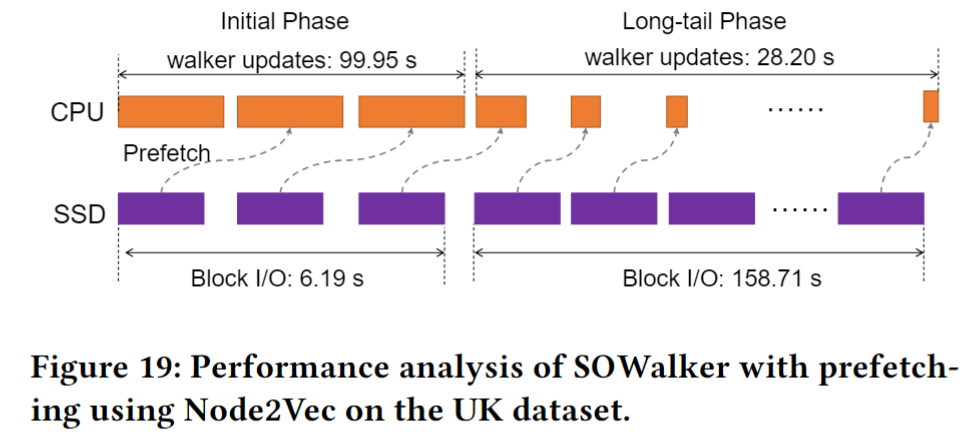 Initial Phase
Long-tail Phase
walker updates: 99.95 s
walker updates: 28.20 s
CPU
......
Prefetch
SSD
......
Block I/O: 6.19 s
Block I/O: 158.71 s
Figure 19: Performance analysis of SOWalker with prefetch-
ing using Node2Vec on the UK dataset.